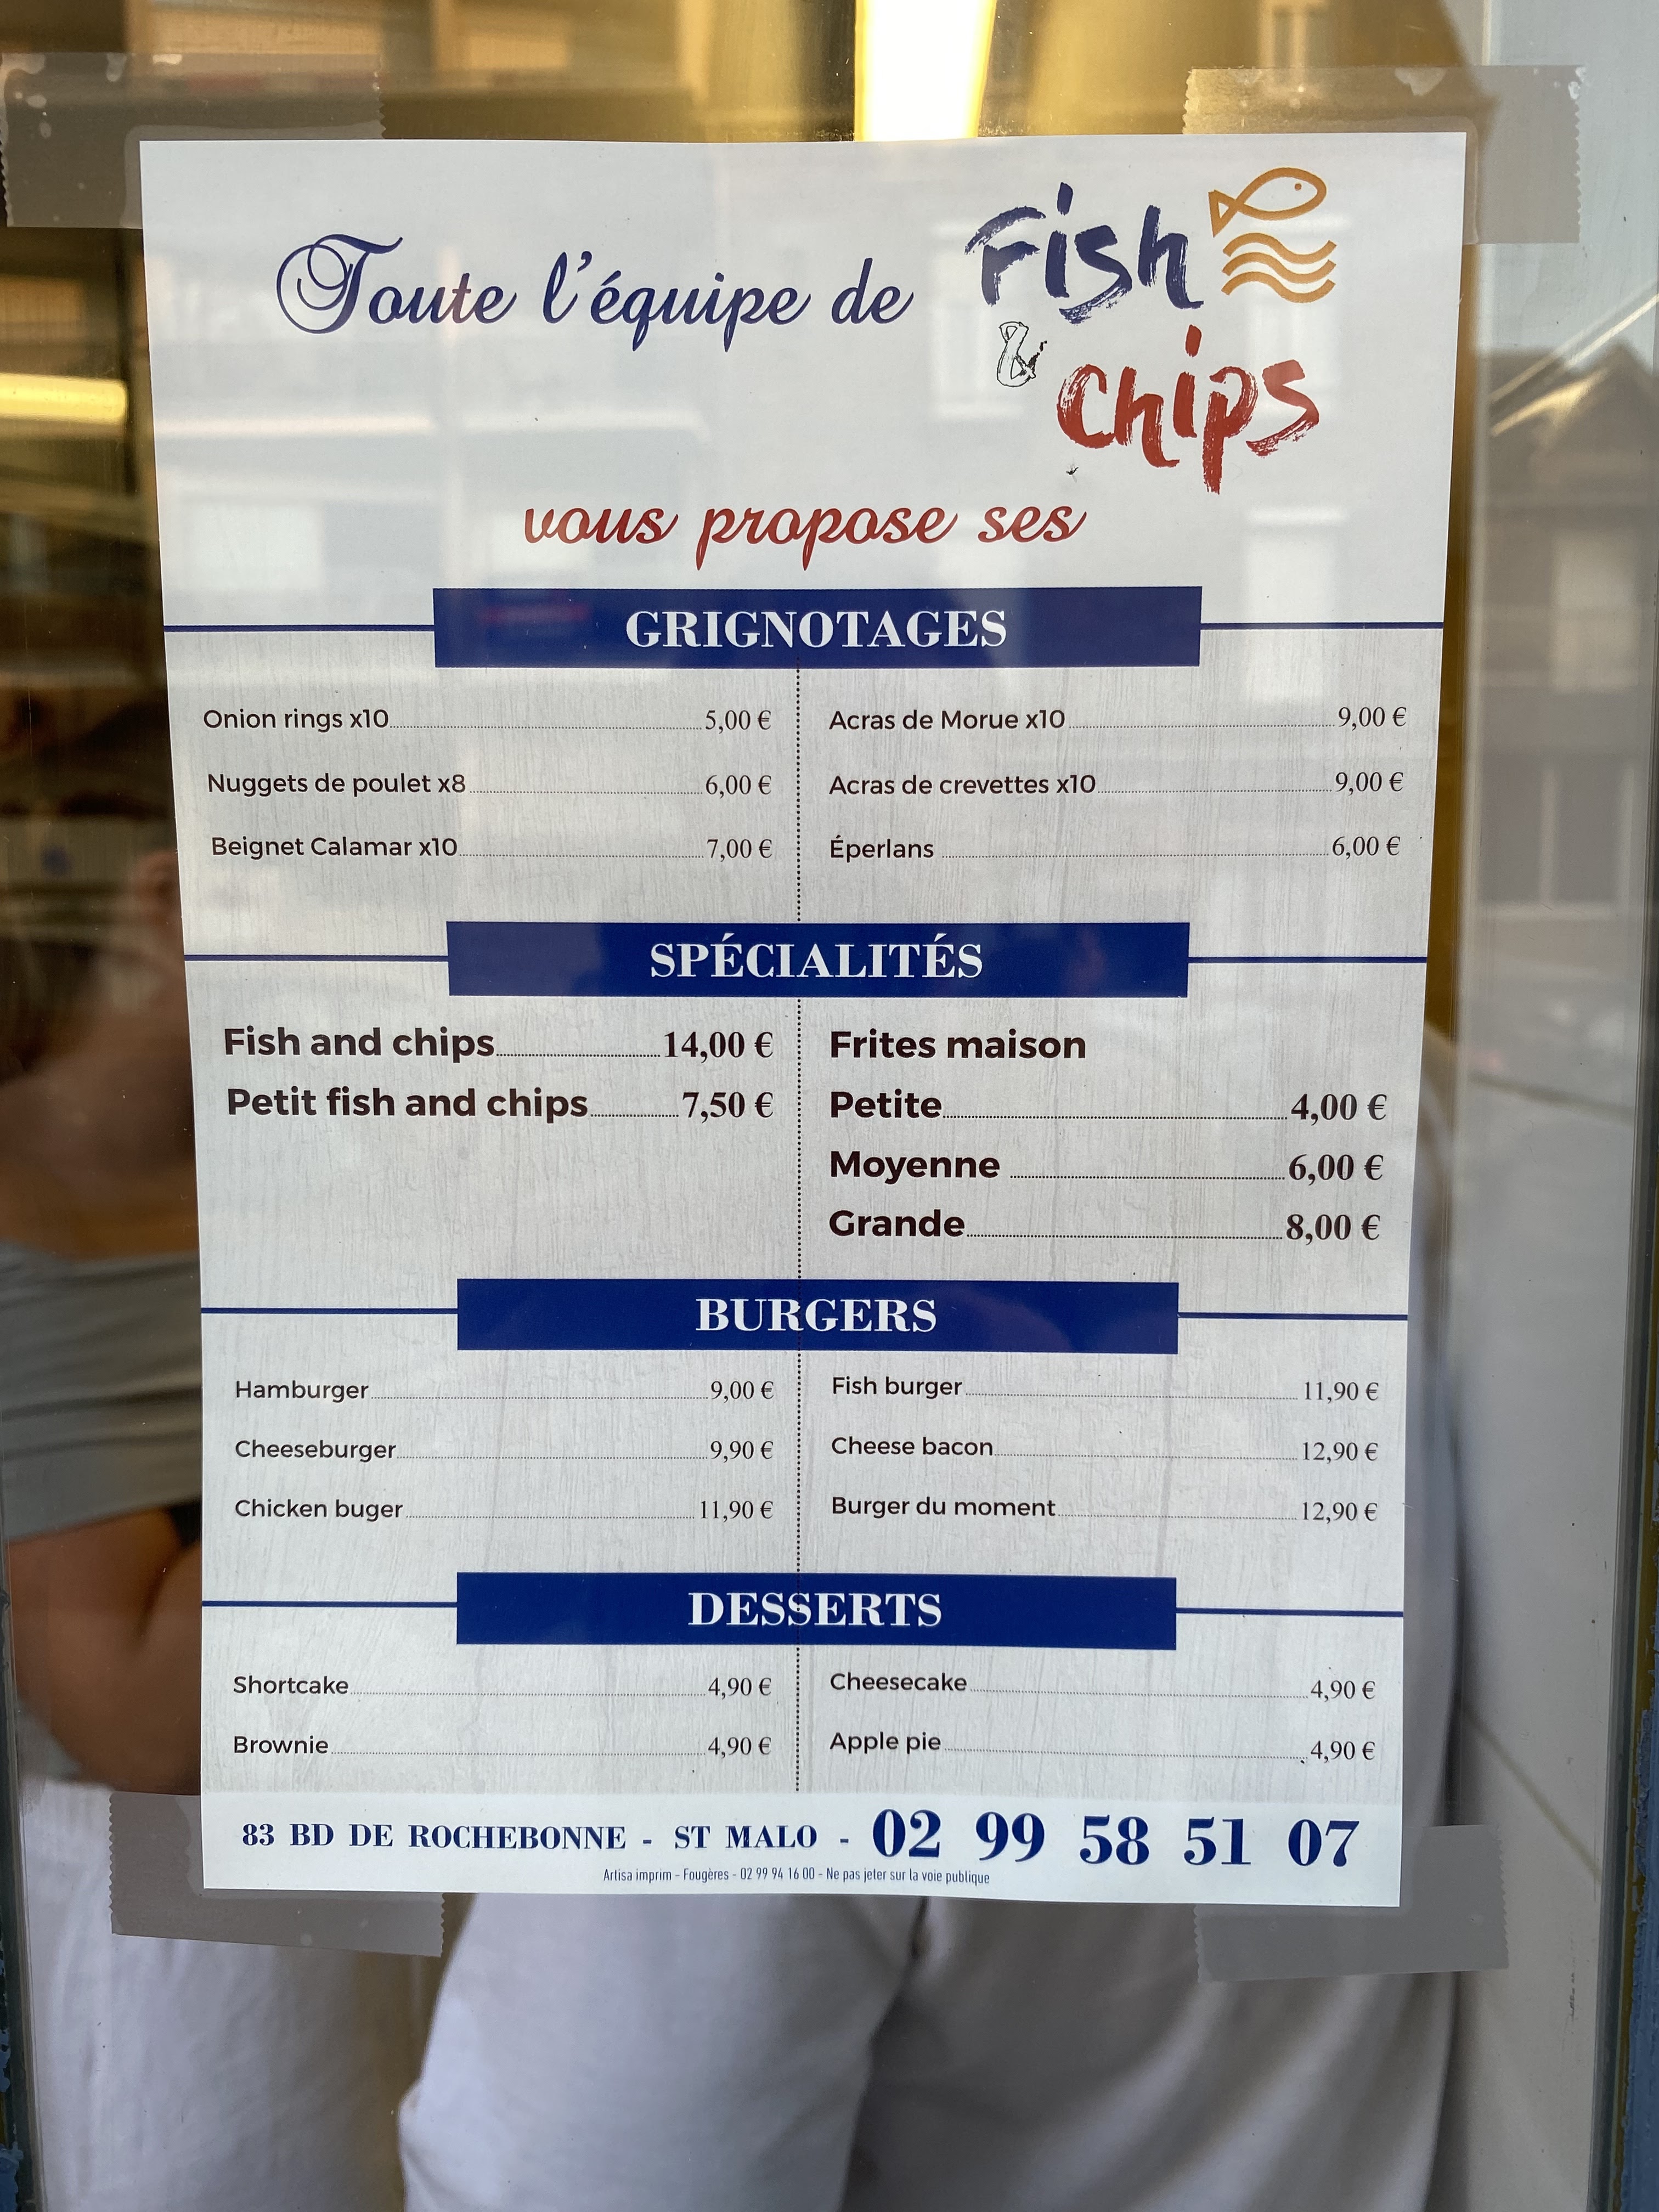 Toute l'équipe de Fish
& Chips
vous propose ses
GRIGNOTAGES
Onion rings x10 5,00 €
Nuggets de poulet x8 6,00 €
Beignet Calamar x10 7,00 €
Acras de Morue x10 9,00 €
Acras de crevettes x10 9,00 €
Éperlans 6,00 €
SPÉCIALITÉS
Fish and chips 14,00 €
Petit fish and chips 7,50 €
Frites maison
Petite 4,00 €
Moyenne 6,00 €
Grande 8,00 €
BURGERS
Hamburger 9,00 €
Cheeseburger 9,90 €
Chicken buger 11,90 €
Fish burger 11,90 €
Cheese bacon 12,90 €
Burger du moment 12,90 €
DESSERTS
Shortcake 4,90 €
Brownie 4,90 €
Cheesecake 4,90 €
Apple pie 4,90 €
83 BD DE ROCHEBONNE - ST MALO - 02 99 58 51 07
Artisa imprim - Fougères - 02 99 94 16 00 - Ne pas jeter sur la voie publique